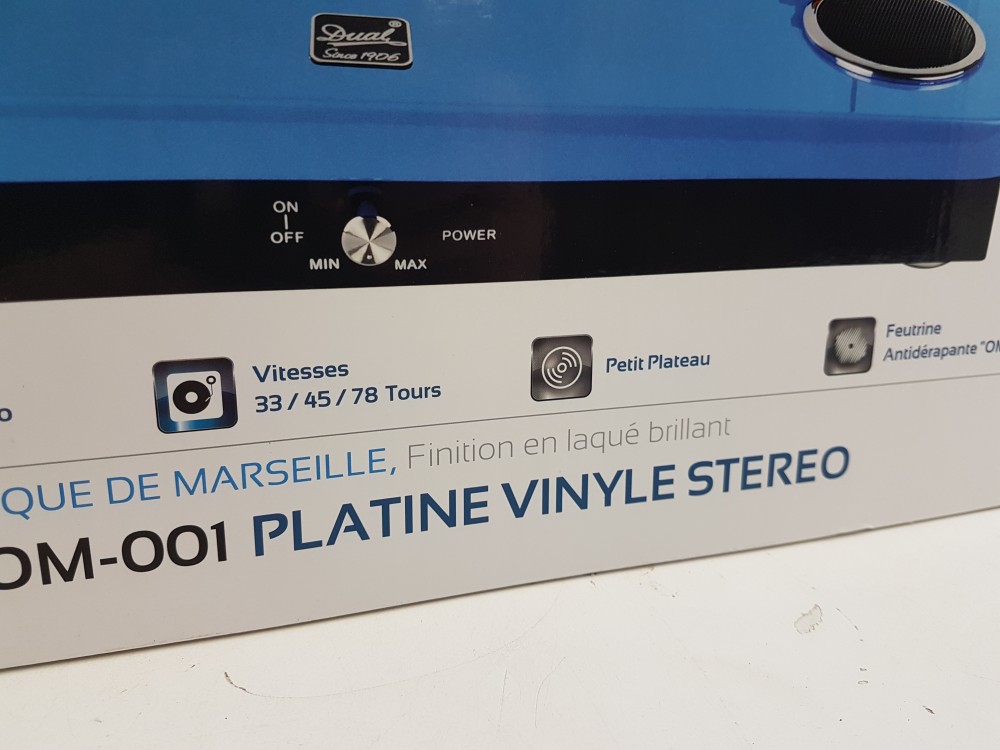 Dual®
Since 1906
ON
OFF
MIN
MAX
POWER
Vitesses
33 / 45 / 78 Tours
Petit Plateau
Feutrine
Antidérapante "OM
QUE DE MARSEILLE, Finition en laqué brillant
OM-001 PLATINE VINYLE STEREO